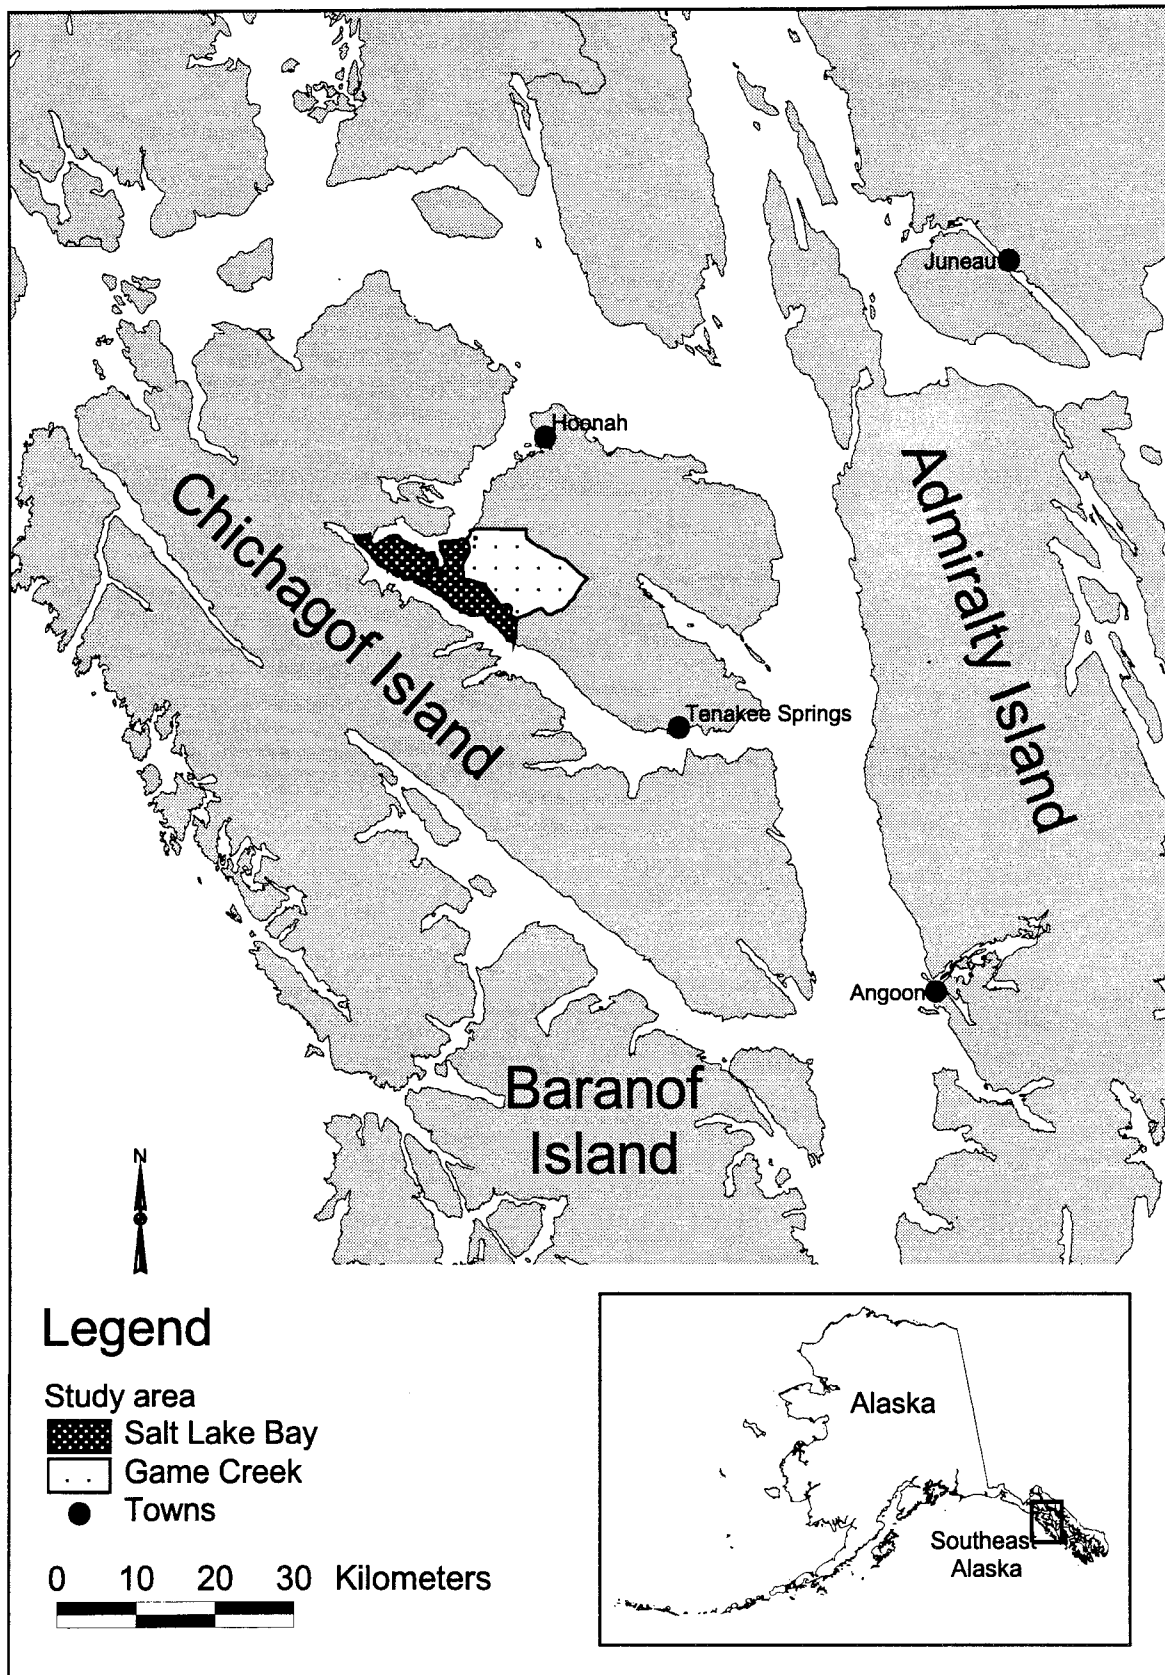 Juneau
Hoonah
Chichagof Island
Admiralty Island
Tenakee Springs
Angoon
Baranof
Island
N
Legend
Study area
Salt Lake Bay
Game Creek
Towns
0 10 20 30 Kilometers
Alaska
Southeast
Alaska